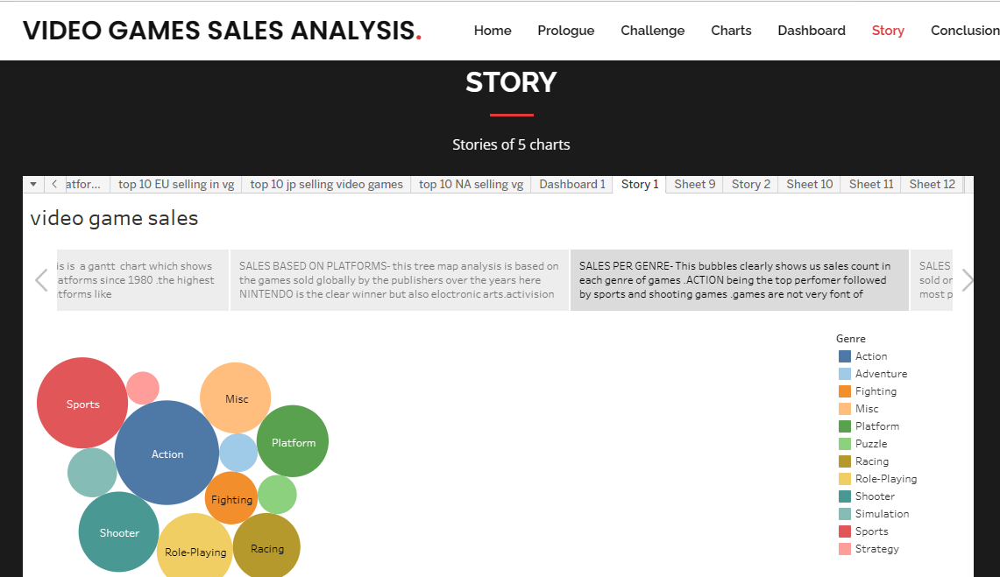 VIDEO GAMES SALES ANALYSIS.
Home Prologue Challenge Charts Dashboard Story Conclusion
STORY
Stories of 5 charts
atfor... top 10 EU selling in vg top 10 jp selling video games top 10 NA selling vg Dashboard 1 Story 1 Sheet 9 Story 2 Sheet 10 Sheet 11 Sheet 12
video game sales
is is a gantt chart which shows
atforms since 1980 .the highest
tforms like
SALES BASED ON PLATFORMS- this tree map analysis is based on
the games sold globally by the publishers over the years here
NINTENDO is the clear winner but also eloctronic arts.activision
SALES PER GENRE- This bubbles clearly shows us sales count in
each genre of games .ACTION being the top perfomer followed
by sports and shooting games .games are not very font of
SALES
sold or
most p
Genre
Action
Adventure
Fighting
Misc
Platform
Puzzle
Racing
Role-Playing
Shooter
Simulation
Sports
Strategy
Sports
Misc
Action
Platform
Fighting
Shooter
Role-Playing
Racing